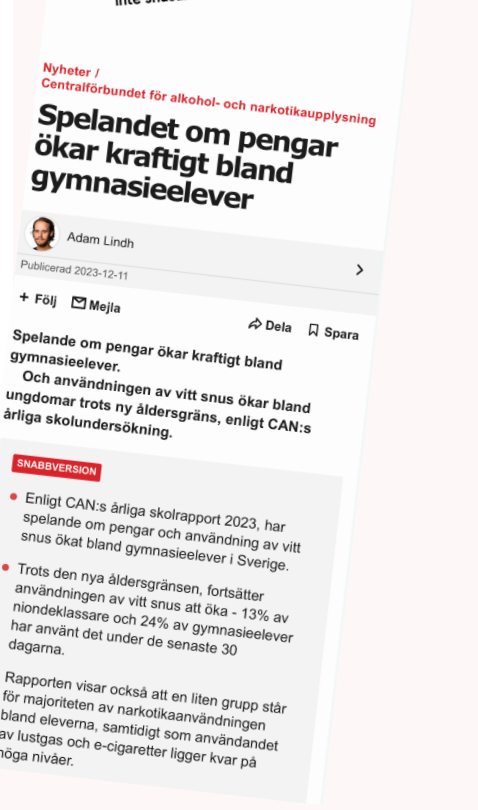 inte
Nyheter /
Centralförbundet för alkohol- och narkotikaupplysning
Spelandet om pengar
ökar kraftigt bland
gymnasieelever
Adam Lindh
Publicerad 2023-12-11
+ Följ Mejla
Dela Spara
Spelande om pengar ökar kraftigt bland
gymnasieelever.
Och användningen av vitt snus ökar bland
ungdomar trots ny åldersgräns, enligt CAN:s
årliga skolundersökning.
SNABBVERSION
• Enligt CAN:s årliga skolrapport 2023, har
spelande om pengar och användning av vitt
snus ökat bland gymnasieelever i Sverige.
• Trots den nya åldersgränsen, fortsätter
användningen av vitt snus att öka - 13% av
niondeklassare och 24% av gymnasieelever
har använt det under de senaste 30
dagarna.
Rapporten visar också att en liten grupp står
för majoriteten av narkotikaanvändningen
bland eleverna, samtidigt som användandet
av lustgas och e-cigaretter ligger kvar på
höga nivåer.